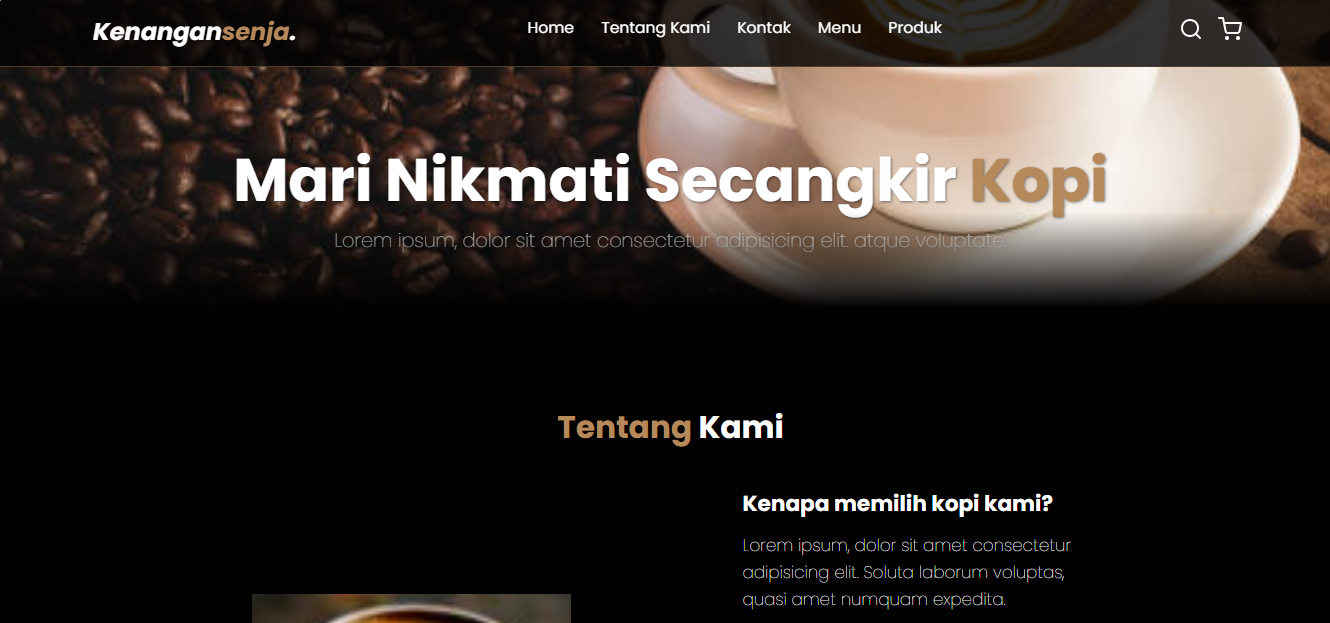 Kenangansenja.
Home Tentang Kami Kontak Menu Produk
Mari Nikmati Secangkir Kopi
Lorem ipsum, dolor sit amet consectetur adipisicing elit. atque voluptate.
Tentang Kami
Kenapa memilih kopi kami?
Lorem ipsum, dolor sit amet consectetur
adipisicing elit. Soluta laborum voluptas,
quasi amet numquam expedita.